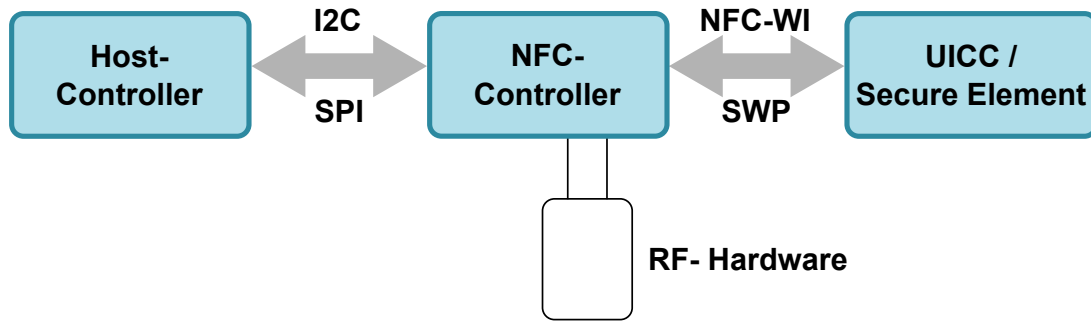 Host-
Controller
I2C
SPI
NFC-
Controller
NFC-WI
SWP
UICC /
Secure Element
RF- Hardware